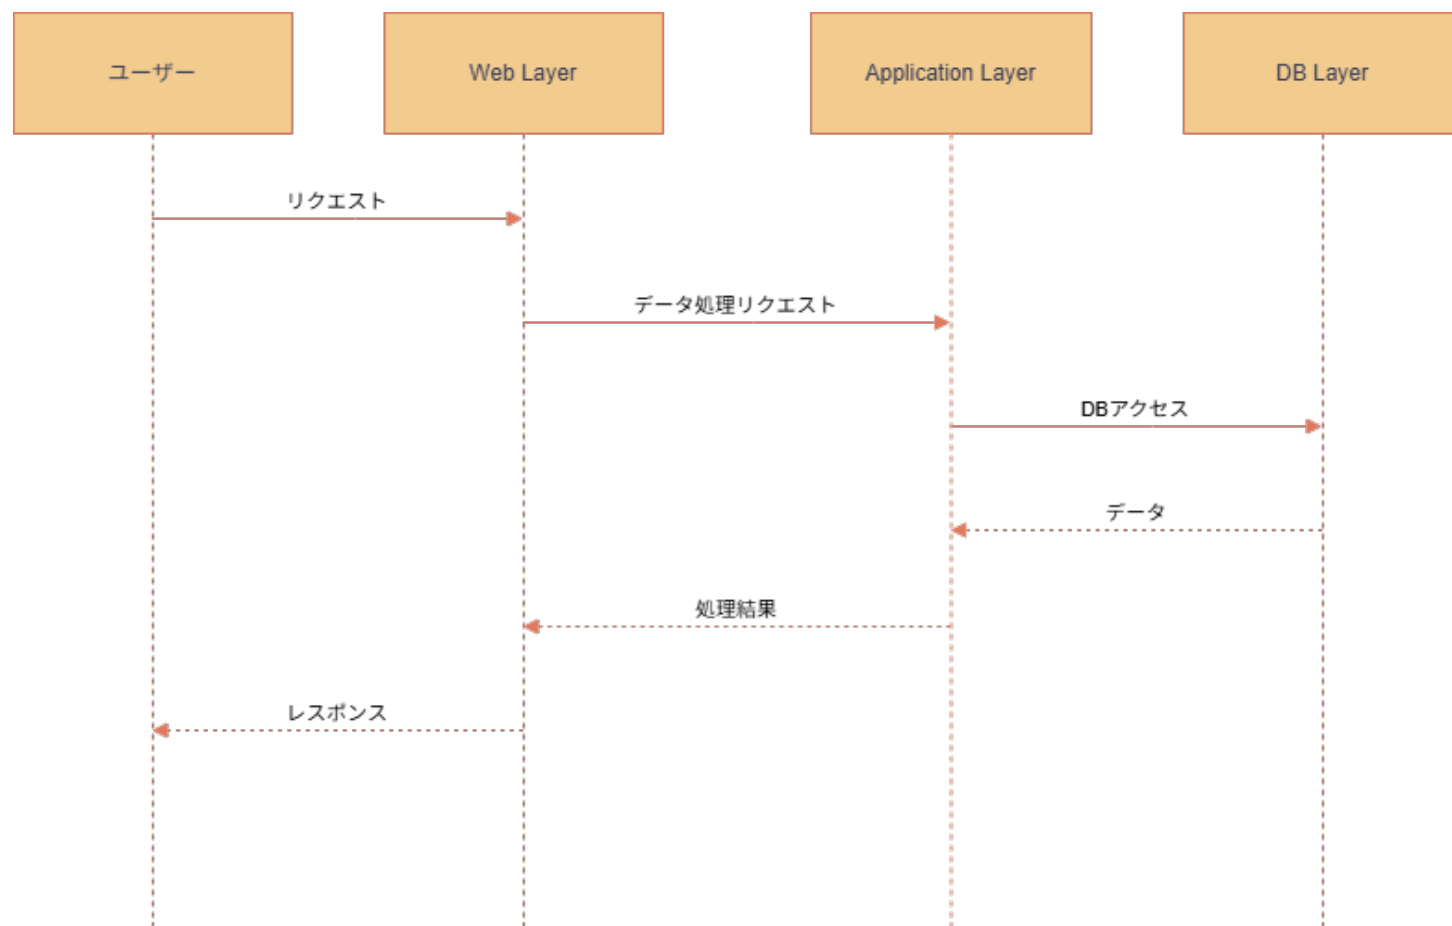 ユーザー
Web Layer
Application Layer
DB Layer
リクエスト
データ処理リクエスト
DBアクセス
データ
処理結果
レスポンス